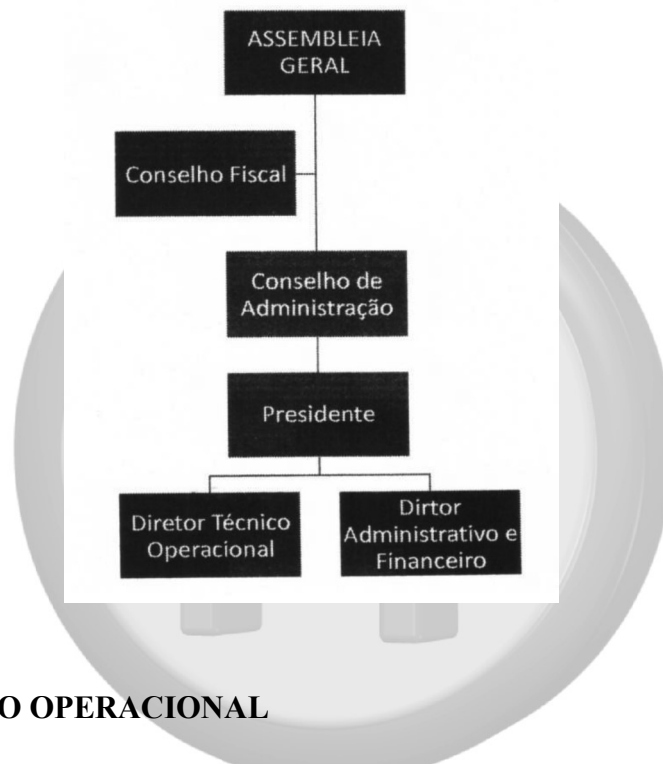 ASSEMBLEIA
GERAL
Conselho Fiscal
Conselho de
Administração
Presidente
Diretor Técnico
Operacional
Dirtor
Administrativo e
Financeiro
O OPERACIONAL